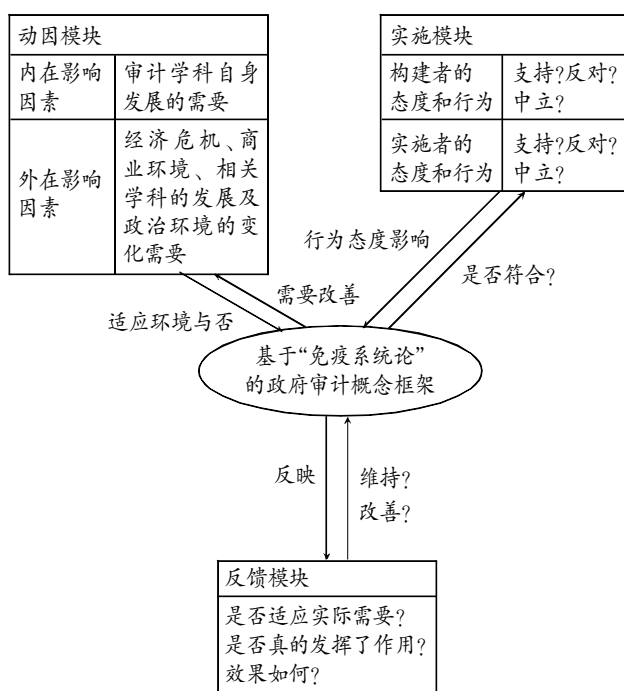 动因模块
内在影响
因素
审计学科自身
发展的需要
外在影响
因素
经济危机、商
业环境、相关
学科的发展及
政治环境的变
化需要
实施模块
构建者的
态度和行为
支持?反对?
中立?
实施者的
态度和行为
支持?反对?
中立?
行为态度影响
是否符合?
需要改善
适应环境与否
基于“免疫系统论”
的政府审计概念框架
反映
维持?
改善?
反馈模块
是否适应实际需要?
是否真的发挥了作用?
效果如何?